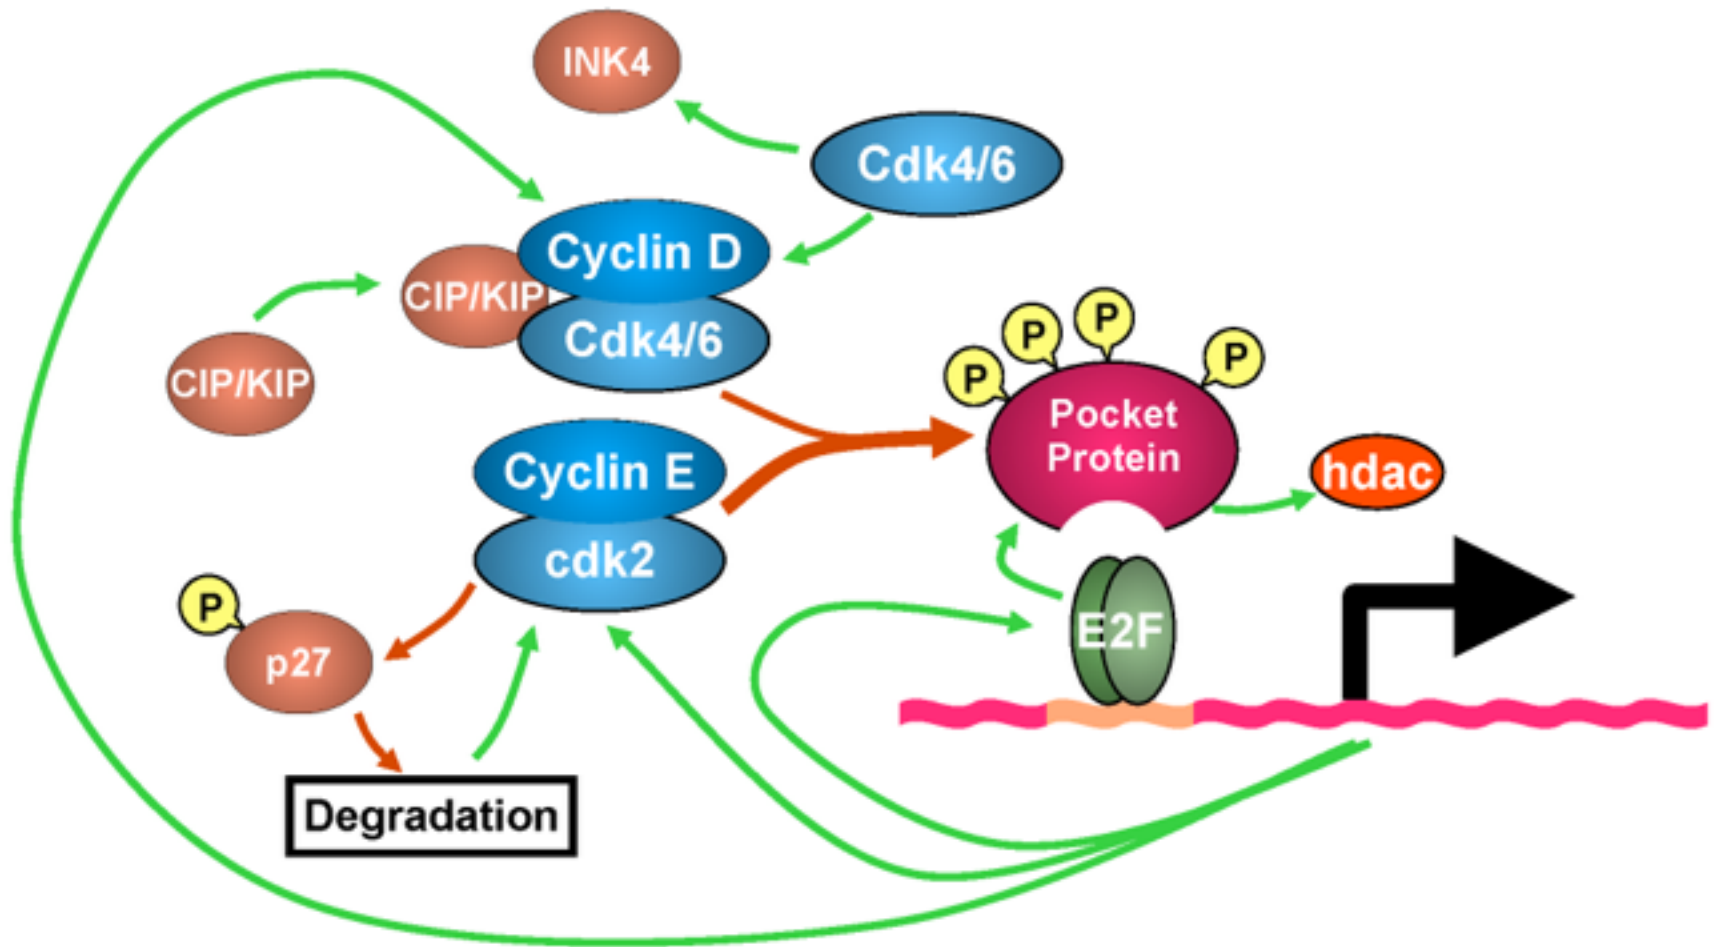 INK4
Cdk4/6
Cyclin D
CIP/KIP
Cdk4/6
CIP/KIP
P
P
P
P
Pocket
Protein
hdac
Cyclin E
cdk2
P
p27
E2F
Degradation